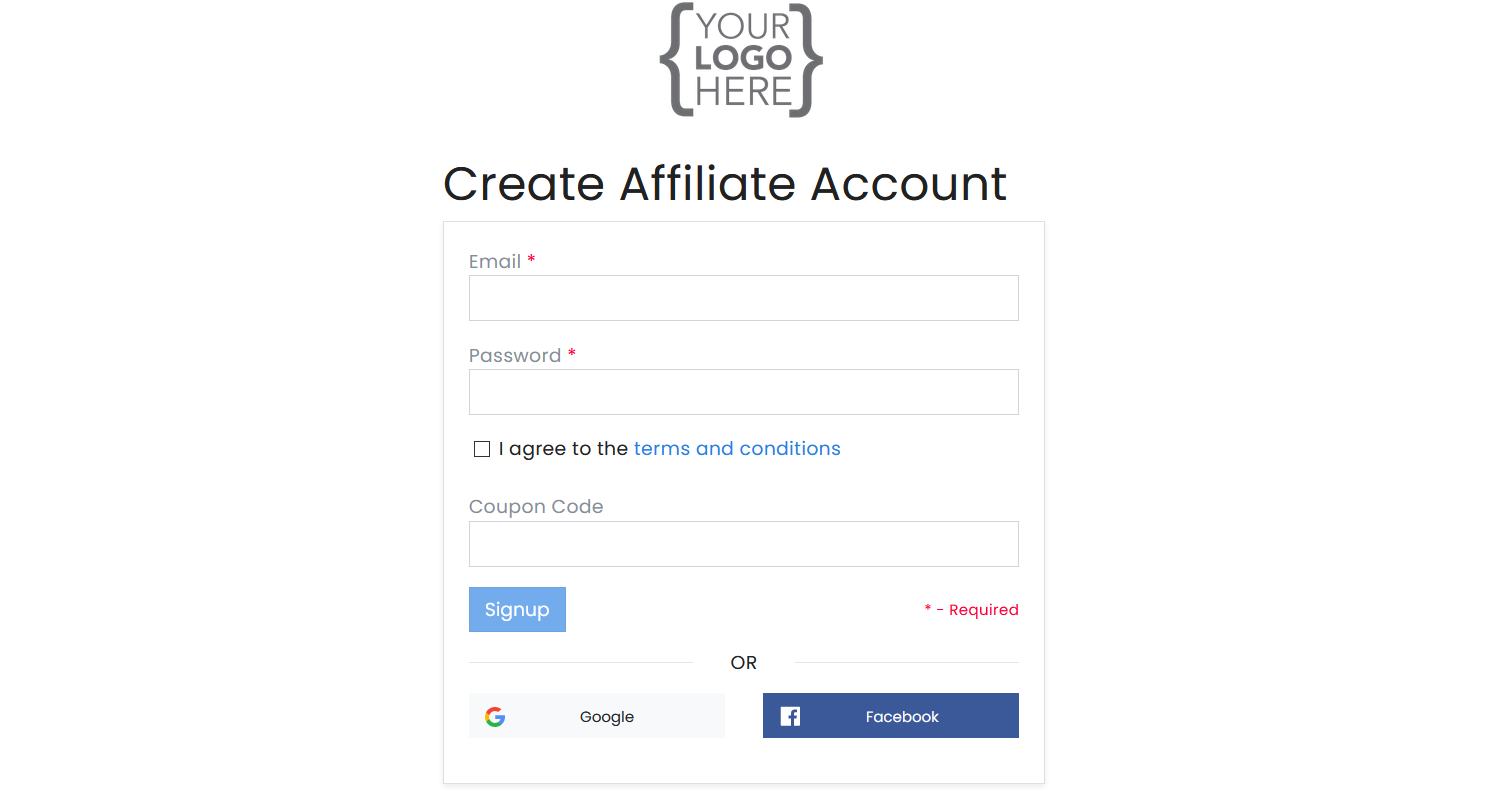 YOUR
LOGO
HERE
Create Affiliate Account
Email *
Password *
I agree to the terms and conditions
Coupon Code
Signup
* - Required
OR
Google
Facebook